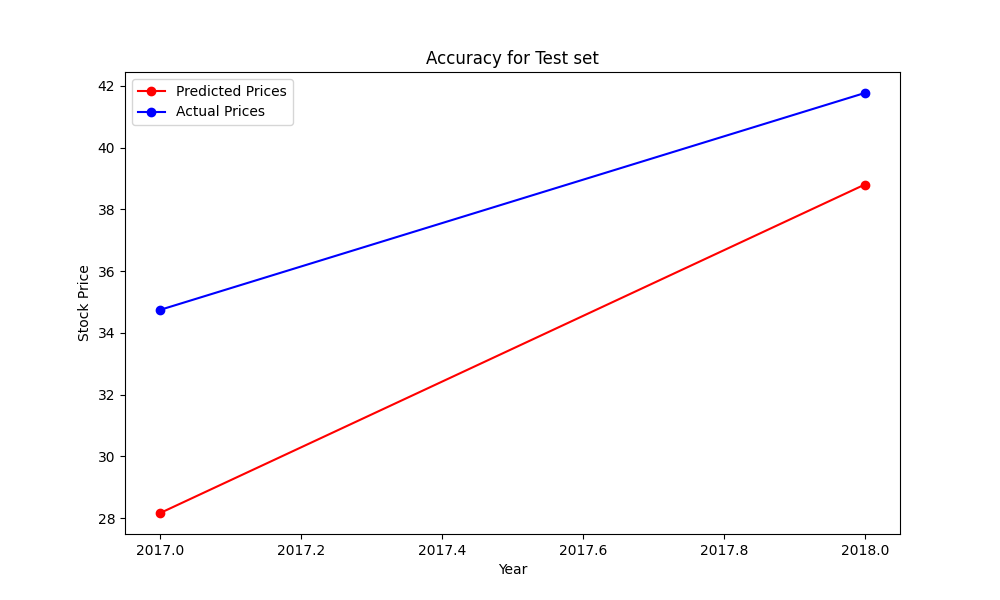 Accuracy for Test set
Predicted Prices
Actual Prices
42
40
38
36
34
32
30
28
Stock Price
2017.0 2017.2 2017.4 2017.6 2017.8 2018.0
Year